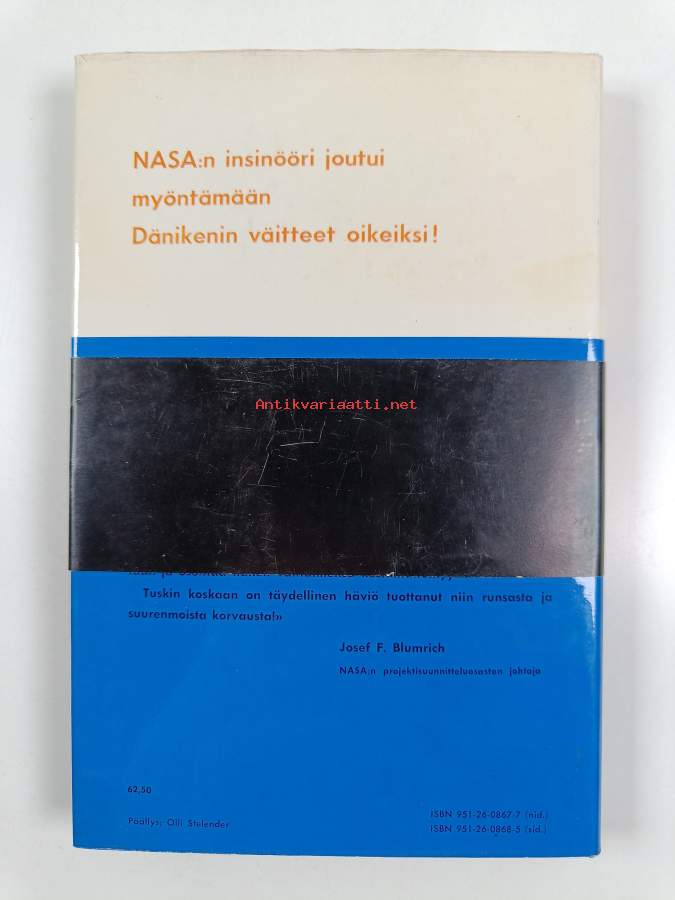 NASA:n insinööri joutui
myöntämään
Dänikenin väitteet oikeiksi!
Antikvariaatti.net
Tuskin koskaan on täydellinen häviö tuottanut niin runsasta ja
suurenmoista korvausta!»
Josef F. Blumrich
NASA:n projektisuunnitteluosaston johtaja
62,50
Päällys: Olli Stelander
ISBN 951-26-0867-7 (nid.)
ISBN 951-26-0868-5 (sid.)